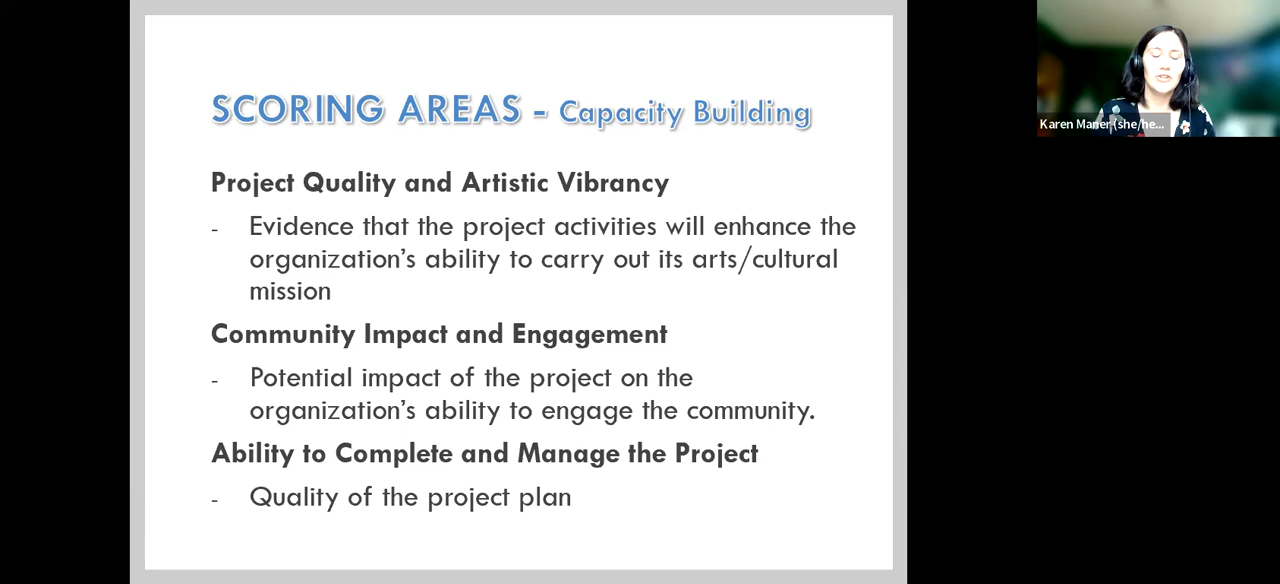 SCORING AREAS - Capacity Building
Project Quality and Artistic Vibrancy
- Evidence that the project activities will enhance the
organization’s ability to carry out its arts/cultural
mission
Community Impact and Engagement
- Potential impact of the project on the
organization’s ability to engage the community.
Ability to Complete and Manage the Project
- Quality of the project plan
Karen Maner (she/he...